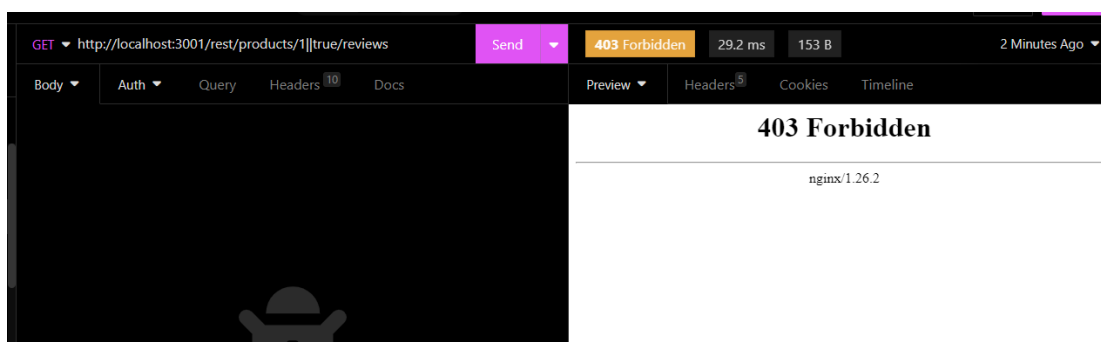 GET http://localhost:3001/rest/products/1||true/reviews
Send
403 Forbidden 29.2 ms 153 B
2 Minutes Ago
Body Auth Query Headers 10 Docs
Preview Headers 5 Cookies Timeline
403 Forbidden
nginx/1.26.2